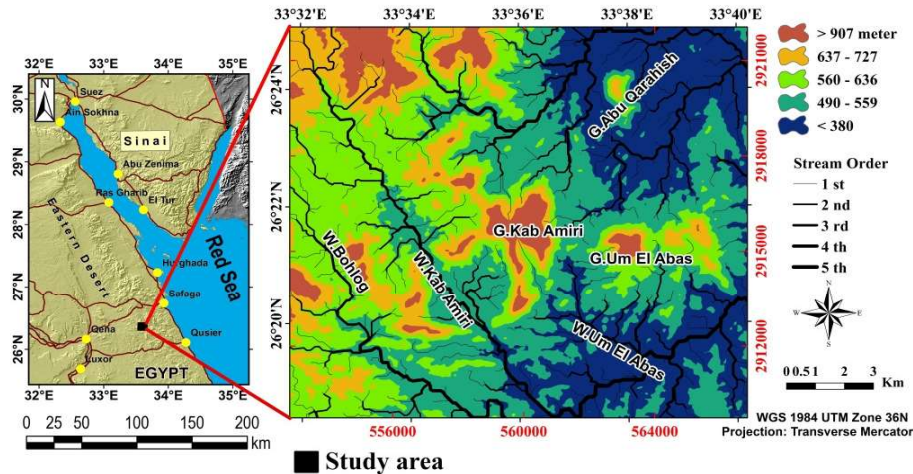 32°E 33°E 34°E 35°E
30°N
29°N
28°N
27°N
26°N
N
Suez
Ain Sokhna
Sinai
Abu Zenima
Ras Gharib
El Tur
Eastern Desert
Hurghada
Red Sea
Safaga
Qena
Qusier
Luxor
EGYPT
0 25 50 100 150 200
km
33°32'E 33°34'E 33°36'E 33°38'E 33°40'E
26°24'N
26°22'N
26°20'N
G.Abu Qarahish
G.Kab Amiri
G.Um El Abas
W.Bohlog
W.Kab Amiri
W.Um El Abas
2921000
2918000
2915000
2912000
556000 560000 564000
> 907 meter
637 - 727
560 - 636
490 - 559
< 380
Stream Order
1 st
2 nd
3 rd
4 th
5 th
N
W E
S
0 0.5 1 2 3
Km
WGS 1984 UTM Zone 36N
Projection: Transverse Mercator
Study area